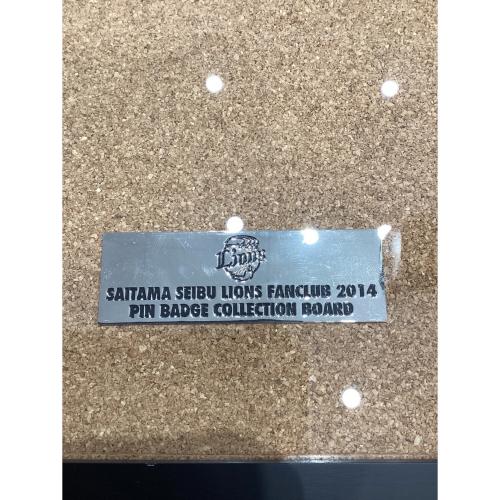 Lions
SAITAMA SEIBU LIONS FANCLUB 2014
PIN BADGE COLLECTION BOARD